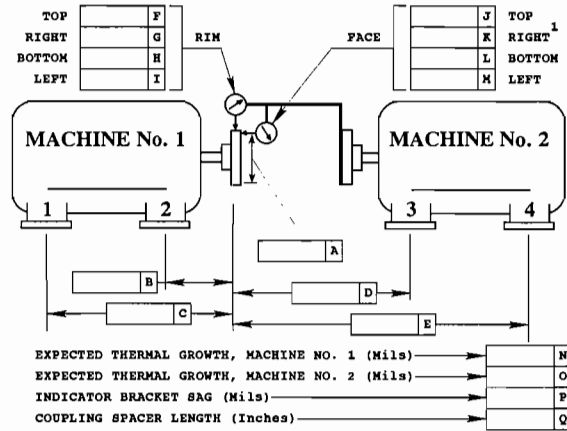 TOP F J TOP
RIGHT G RIM FACE K RIGHT 1
BOTTOM H L BOTTOM
LEFT I M LEFT
MACHINE No. 1 MACHINE No. 2
1 2 3 4
A
B D
C E
EXPECTED THERMAL GROWTH, MACHINE NO. 1 (Mils) N
EXPECTED THERMAL GROWTH, MACHINE NO. 2 (Mils) O
INDICATOR BRACKET SAG (Mils) P
COUPLING SPACER LENGTH (Inches) Q